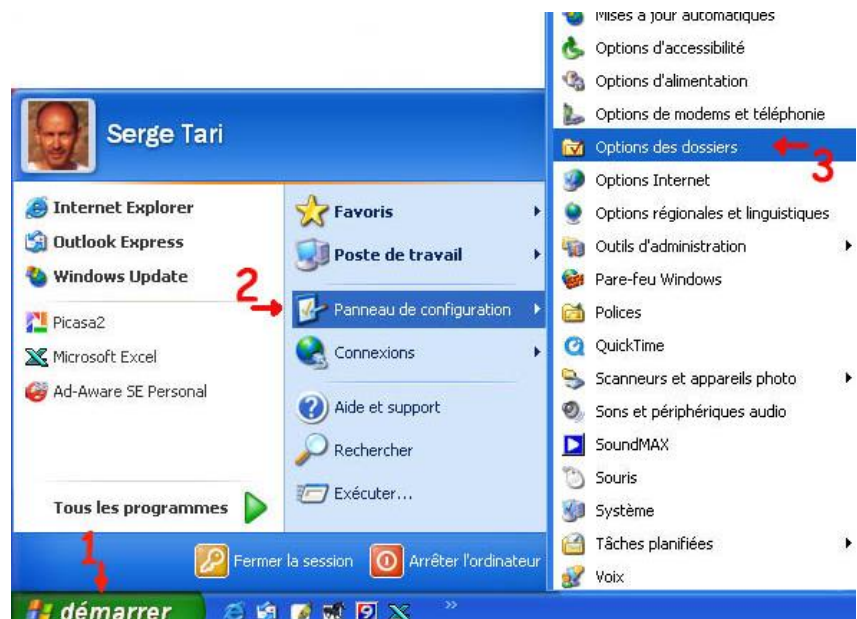 Serge Tari
Internet Explorer
Outlook Express
Windows Update
Picasa2
Microsoft Excel
Ad-Aware SE Personal
Tous les programmes
Favoris
Poste de travail
2
Panneau de configuration
Connexions
Aide et support
Rechercher
Exécuter...
Mises à jour automatiques
Options d'accessibilité
Options d'alimentation
Options de modems et téléphonie
Options des dossiers
3
Options Internet
Options régionales et linguistiques
Outils d'administration
Pare-feu Windows
Polices
QuickTime
Scanneurs et appareils photo
Sons et périphériques audio
SoundMAX
Souris
Système
Tâches planifiées
Voix
Fermer la session
Arrêter l'ordinateur
1
démarrer
9